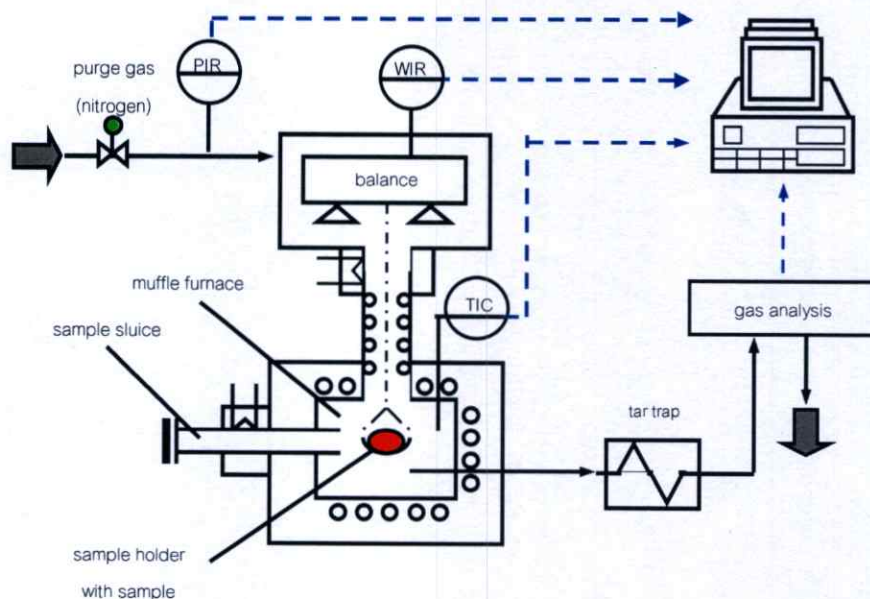 purge gas
(nitrogen)
PIR
WIR
balance
muffle furnace
sample sluice
TIC
gas analysis
tar trap
sample holder
with sample